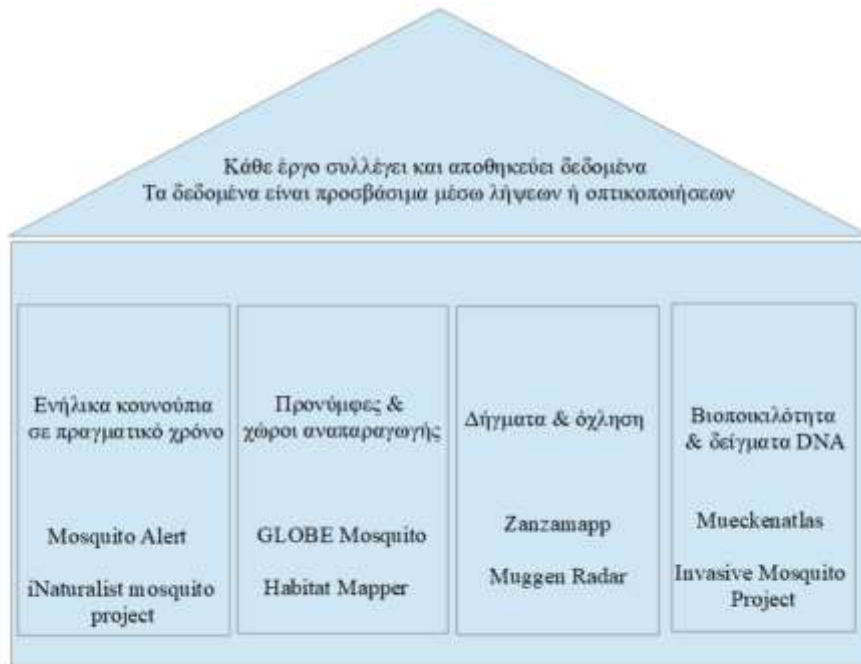 Κάθε έργο συλλέγει και αποθηκεύει δεδομένα
Τα δεδομένα είναι προσβάσιμα μέσω λήψεων ή οπτικοποιήσεων
Ενήλικα κουνούπια
σε πραγματικό χρόνο
Mosquito Alert
iNaturalist mosquito
project
Προνύμφες &
χώροι αναπαραγωγής
GLOBE Mosquito
Habitat Mapper
Δήγματα & όχληση
Zanzamapp
Muggen Radar
Βιοποικιλότητα
& δείγματα DNA
Mueckenatlas
Invasive Mosquito
Project